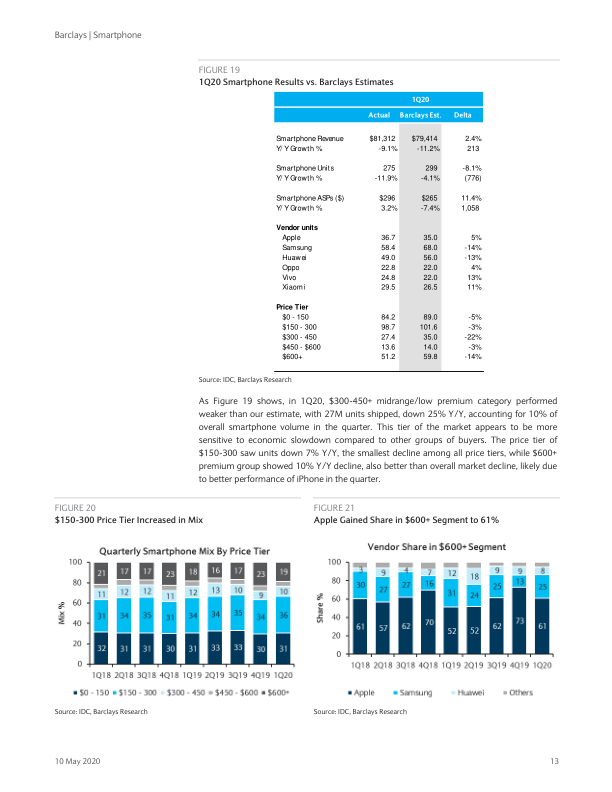 Barclays | Smartphone
FIGURE 19
1Q20 Smartphone Results vs. Barclays Estimates
1Q20
Actual Barclays Est. Delta
Smartphone Revenue $81,312 $79,414 2.4%
Y/Y Growth % -9.1% -11.2% 213
Smartphone Units 275 299 -8.1%
Y/Y Growth % -11.9% -4.1% (776)
Smartphone ASPs ($) $296 $265 11.4%
Y/Y Growth % 3.2% -7.4% 1,058
Vendor units
Apple 36.7 35.0 5%
Samsung 58.4 68.0 -14%
Huawei 49.0 56.0 -13%
Oppo 22.8 22.0 4%
Vivo 24.8 22.0 13%
Xiaomi 29.5 26.5 11%
Price Tier
$0 - 150 84.2 89.0 -5%
$150 - 300 98.7 101.6 -3%
$300 - 450 27.4 35.0 -22%
$450 - $600 13.6 14.0 -3%
$600+ 51.2 59.8 -14%
Source: IDC, Barclays Research
As Figure 19 shows, in 1Q20, $300-450+ midrange/low premium category performed
weaker than our estimate, with 27M units shipped, down 25% Y/Y, accounting for 10% of
overall smartphone volume in the quarter. This tier of the market appears to be more
sensitive to economic slowdown compared to other groups of buyers. The price tier of
$150-300 saw units down 7% Y/Y, the smallest decline among all price tiers, while $600+
premium group showed 10% Y/Y decline, also better than overall market decline, likely due
to better performance of iPhone in the quarter.
FIGURE 20
$150-300 Price Tier Increased in Mix
Quarterly Smartphone Mix By Price Tier
Mix %
100
80
60
40
20
0
21 17 17 23 18 16 17 23 19
11 12 12 11 12 13 10 9 10
31 34 35 31 34 34 35 34 36
32 31 31 30 31 33 33 30 31
1Q18 2Q18 3Q18 4Q18 1Q19 2Q19 3Q19 4Q19 1Q20
$0 - 150 $150 - 300 $300 - 450 $450 - $600 $600+
Source: IDC, Barclays Research
FIGURE 21
Apple Gained Share in $600+ Segment to 61%
Vendor Share in $600+ Segment
Share %
100
80
60
40
20
0
3 9 4 7 12 18 9 9 8
30 27 27 16 31 24 25 13 25
61 57 62 70 52 52 62 73 61
1Q18 2Q18 3Q18 4Q18 1Q19 2Q19 3Q19 4Q19 1Q20
Apple Samsung Huawei Others
Source: IDC, Barclays Research
10 May 2020
13